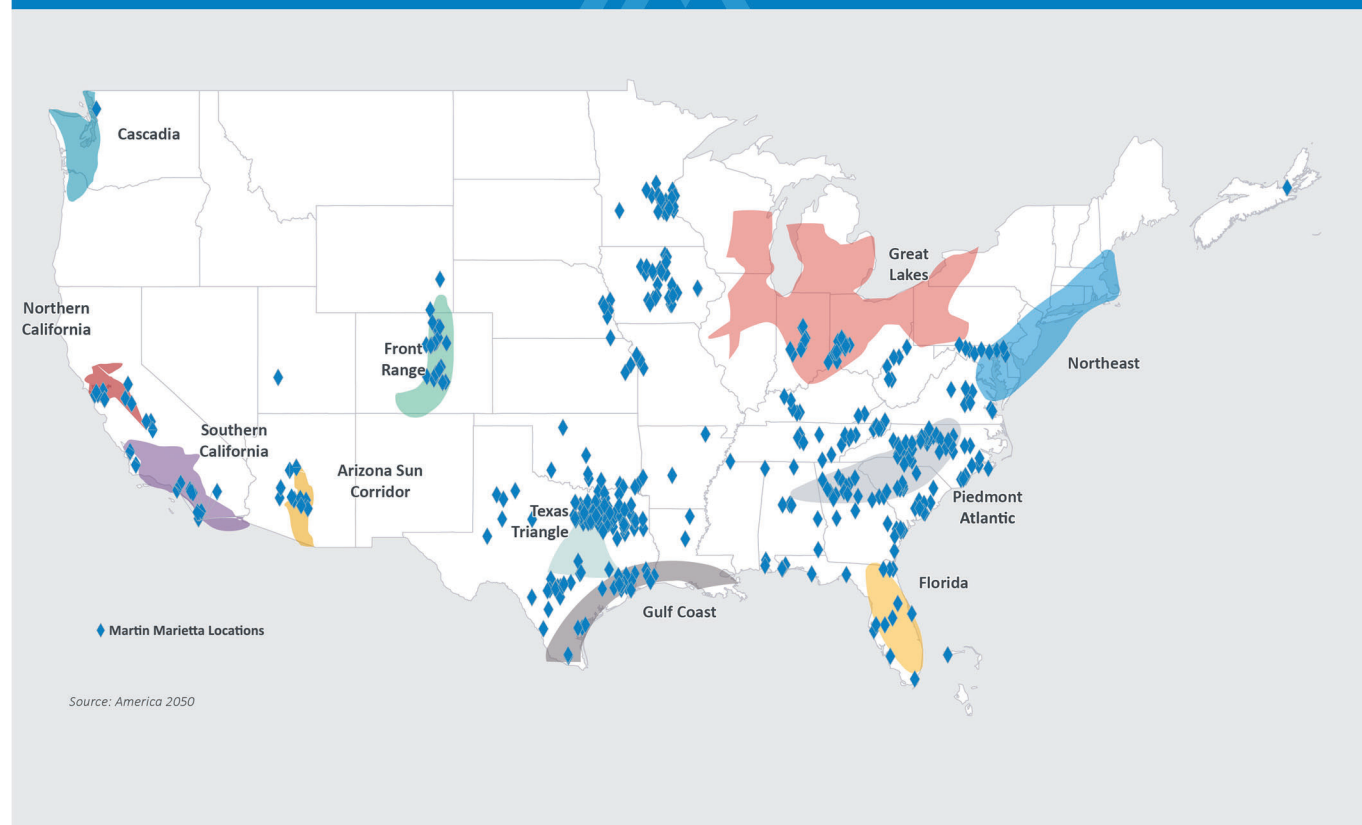 Cascadia
Great
Lakes
Northern
California
Front
Range
Northeast
Southern
California
Arizona Sun
Corridor
Texas
Triangle
Piedmont
Atlantic
Florida
Gulf Coast
Martin Marietta Locations
Source: America 2050